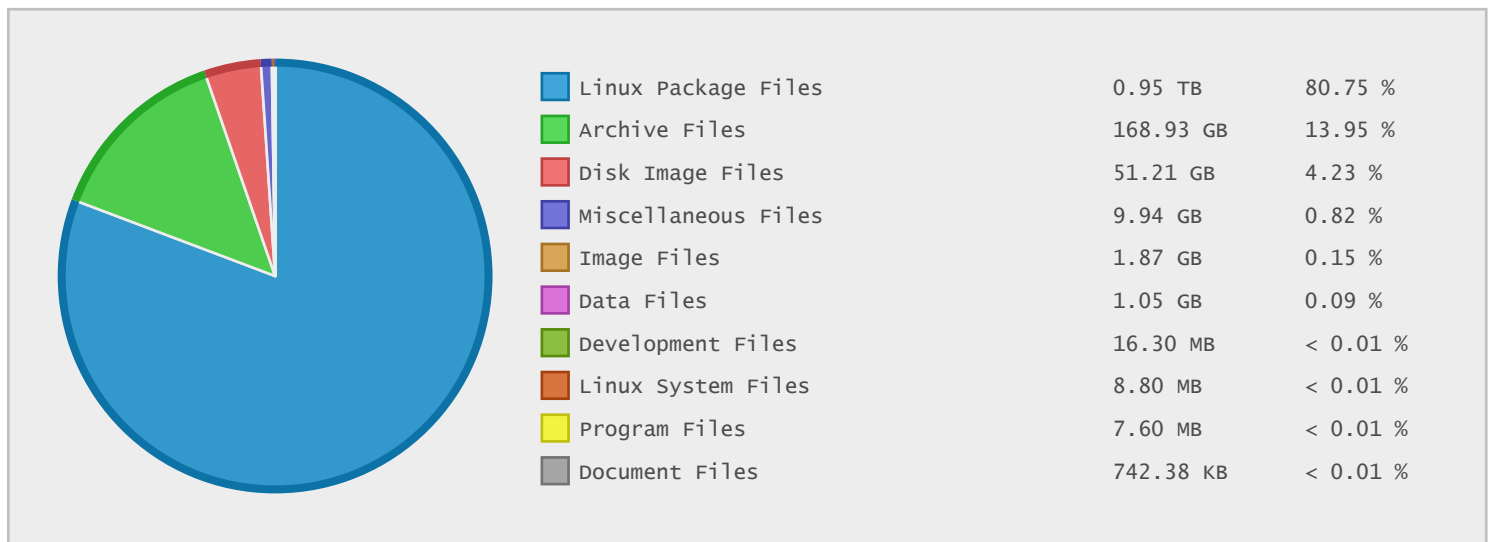 Linux Package Files 0.95 TB 80.75 %
Archive Files 168.93 GB 13.95 %
Disk Image Files 51.21 GB 4.23 %
Miscellaneous Files 9.94 GB 0.82 %
Image Files 1.87 GB 0.15 %
Data Files 1.05 GB 0.09 %
Development Files 16.30 MB < 0.01 %
Linux System Files 8.80 MB < 0.01 %
Program Files 7.60 MB < 0.01 %
Document Files 742.38 KB < 0.01 %